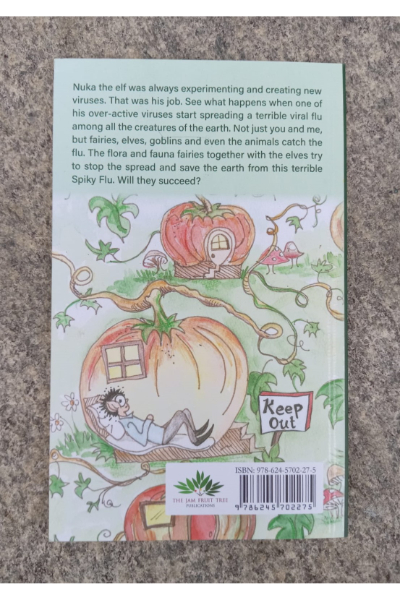 Nuka the elf was always experimenting and creating new
viruses. That was his job. See what happens when one of
his over-active viruses start spreading a terrible viral flu
among all the creatures of the earth. Not just you and me,
but fairies, elves, goblins and even the animals catch the
flu. The flora and fauna fairies together with the elves try
to stop the spread and save the earth from this terrible
Spiky Flu. Will they succeed?
Keep
Out
ISBN: 978-624-5702-27-5
THE JAM FRUIT TREE
PUBLICATIONS
9 786245 702275